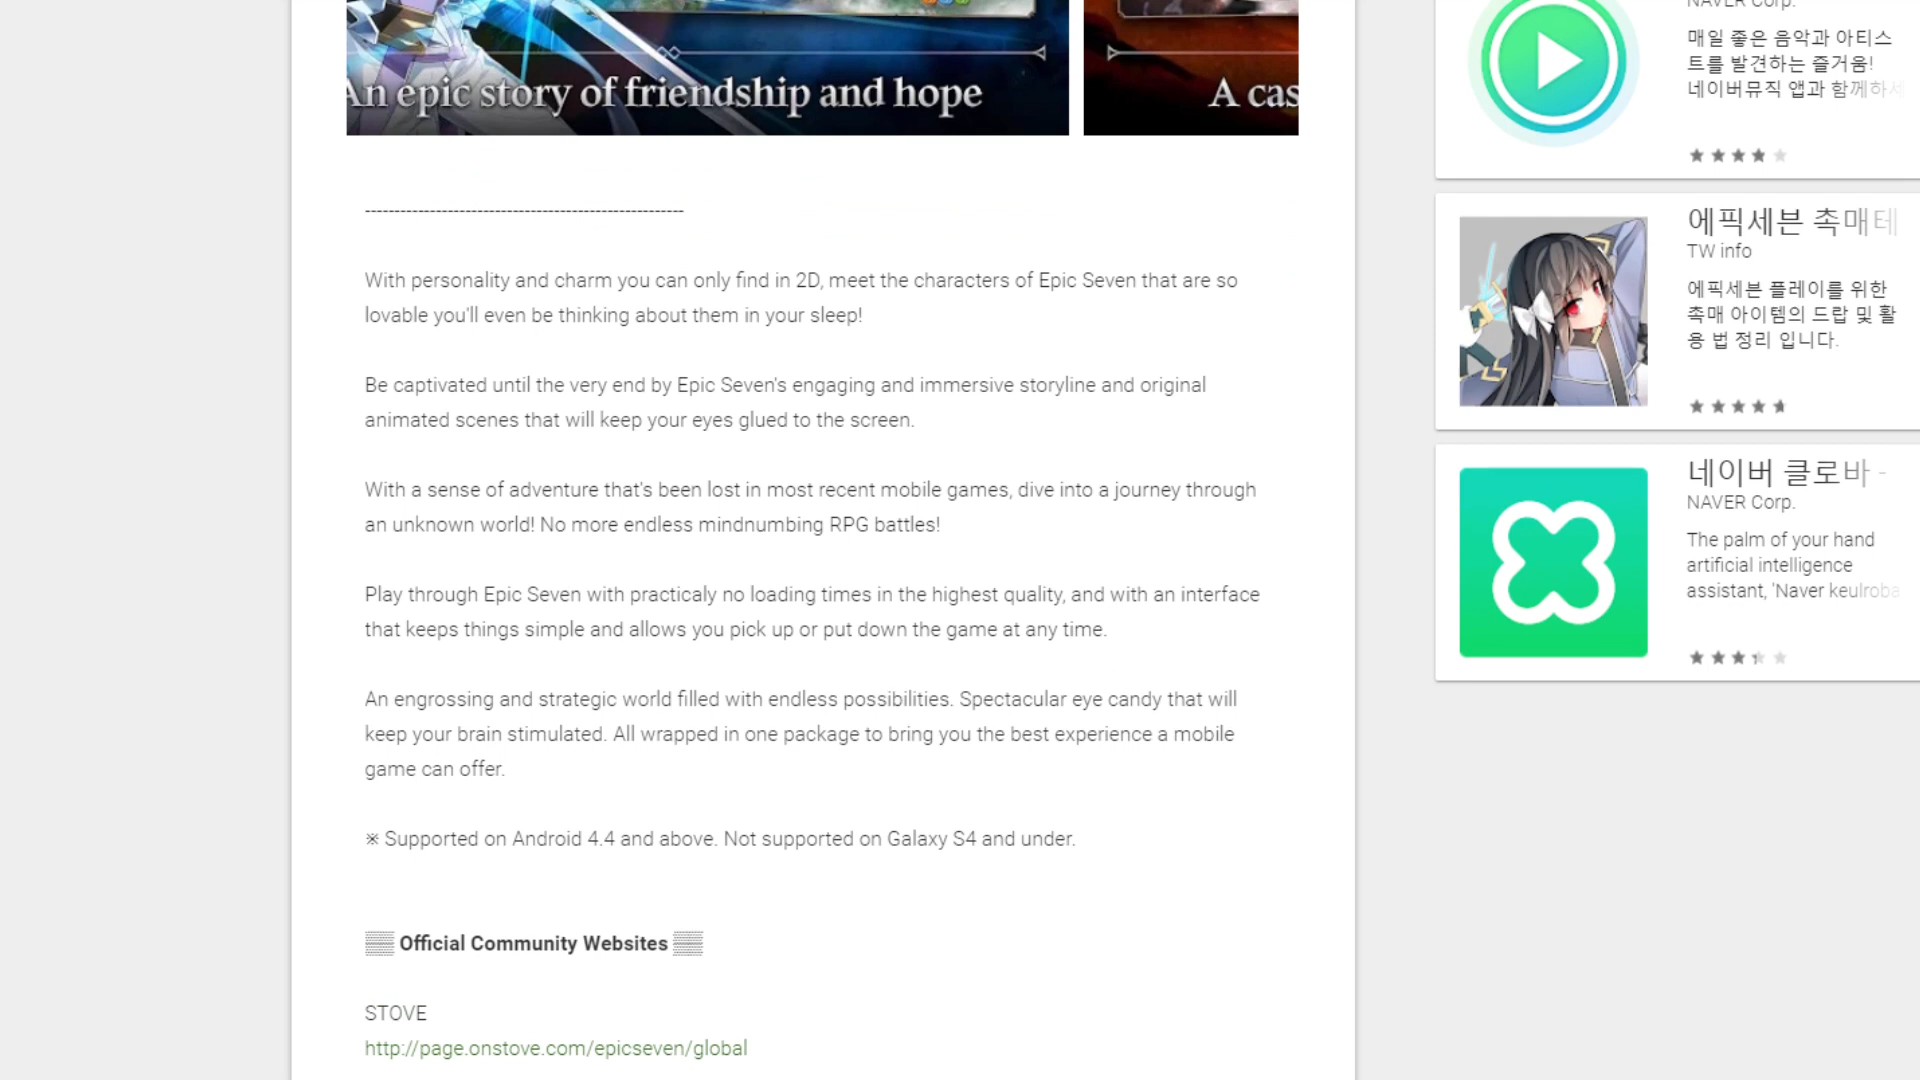 An epic story of friendship and hope
A cas
-------------------------------------------------------
With personality and charm you can only find in 2D, meet the characters of Epic Seven that are so
lovable you'll even be thinking about them in your sleep!
Be captivated until the very end by Epic Seven's engaging and immersive storyline and original
animated scenes that will keep your eyes glued to the screen.
With a sense of adventure that's been lost in most recent mobile games, dive into a journey through
an unknown world! No more endless mindnumbing RPG battles!
Play through Epic Seven with practicaly no loading times in the highest quality, and with an interface
that keeps things simple and allows you pick up or put down the game at any time.
An engrossing and strategic world filled with endless possibilities. Spectacular eye candy that will
keep your brain stimulated. All wrapped in one package to bring you the best experience a mobile
game can offer.
※ Supported on Android 4.4 and above. Not supported on Galaxy S4 and under.
▒▒ Official Community Websites ▒▒
STOVE
http://page.onstove.com/epicseven/global
NAVER Corp.
매일 좋은 음악과 아티스
트를 발견하는 즐거움!
네이버뮤직 앱과 함께하세
에픽세븐 촉매테
TW info
에픽세븐 플레이를 위한
촉매 아이템의 드랍 및 활
용 법 정리 입니다.
네이버 클로바 -
NAVER Corp.
The palm of your hand
artificial intelligence
assistant, 'Naver keulroba